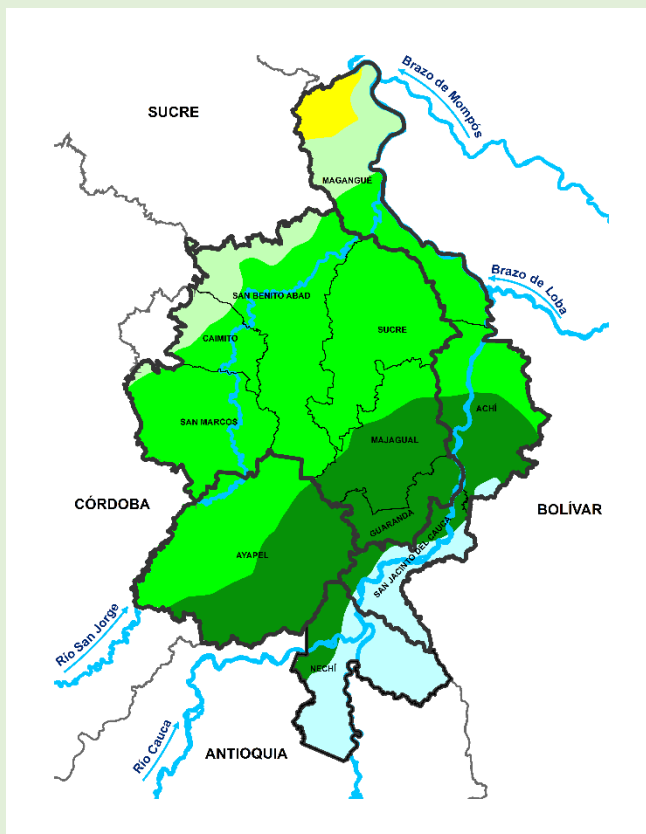 Brazo de Mompós
SUCRE
MAGANGUÉ
Brazo de Loba
SAN BENITO ABAD
SUCRE
CAIMITO
ACHÍ
SAN MARCOS
MAJAGUAL
CÓRDOBA
BOLÍVAR
GUARANDA
AYAPEL
SAN JACINTO DEL CAUCA
Río San Jorge
NECHÍ
Río Cauca
ANTIOQUIA